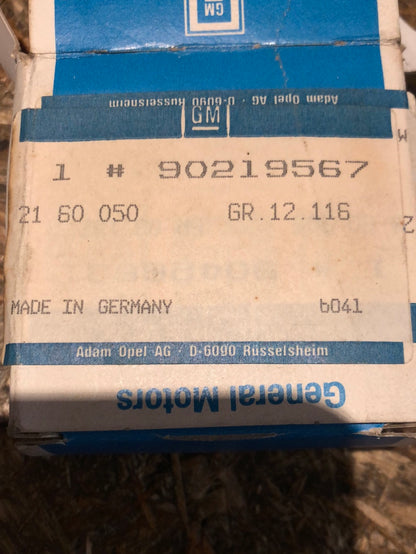 GM
Adam Opel AG · D-6090 Rüsselsheim
GM
1 # 90219567
21 60 050 GR.12.116
MADE IN GERMANY 6041
Adam Opel AG · D-6090 Rüsselsheim
General Motors